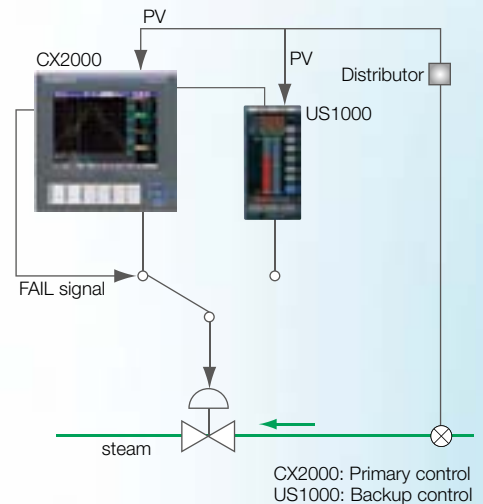 PV
CX2000
PV
Distributor
US1000
FAIL signal
steam
CX2000: Primary control
US1000: Backup control